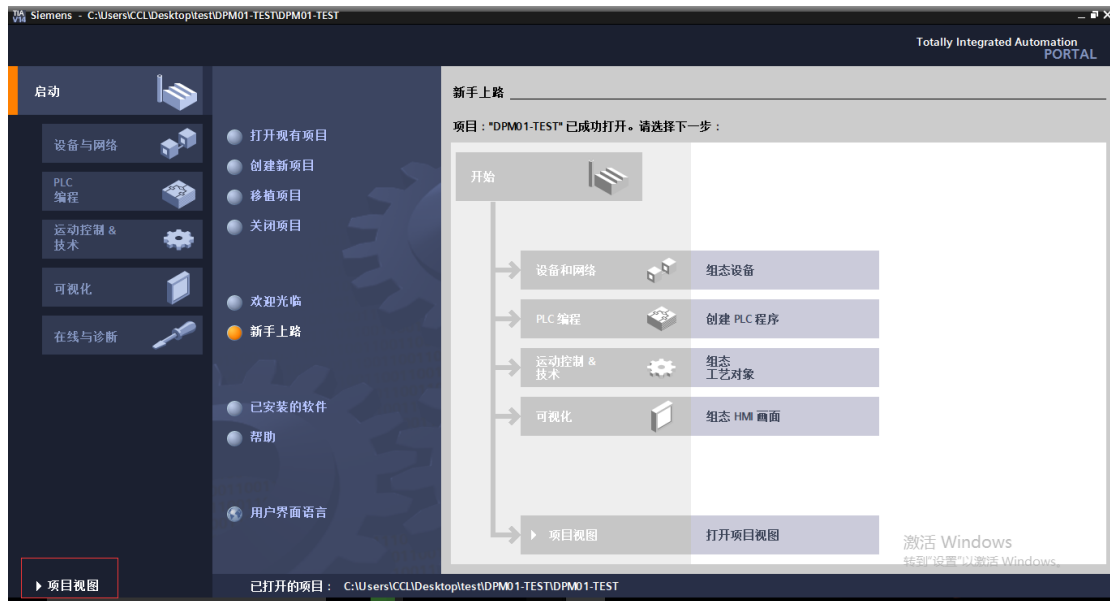 TIA V14 Siemens - C:\Users\CCL\Desktop\test\DPM01-TEST\DPM01-TEST
Totally Integrated Automation
PORTAL
启动
设备与网络
PLC
编程
运动控制 &
技术
可视化
在线与诊断
项目视图
打开现有项目
创建新项目
移植项目
关闭项目
欢迎光临
新手上路
已安装的软件
帮助
用户界面语言
新手上路
项目："DPM01-TEST" 已成功打开。请选择下一步：
开始
设备和网络
组态设备
PLC 编程
创建 PLC 程序
运动控制 &
技术
组态
工艺对象
可视化
组态 HMI 画面
项目视图
打开项目视图
激活 Windows
转到"设置"以激活 Windows。
已打开的项目： C:\Users\CCL\Desktop\test\DPM01-TEST\DPM01-TEST